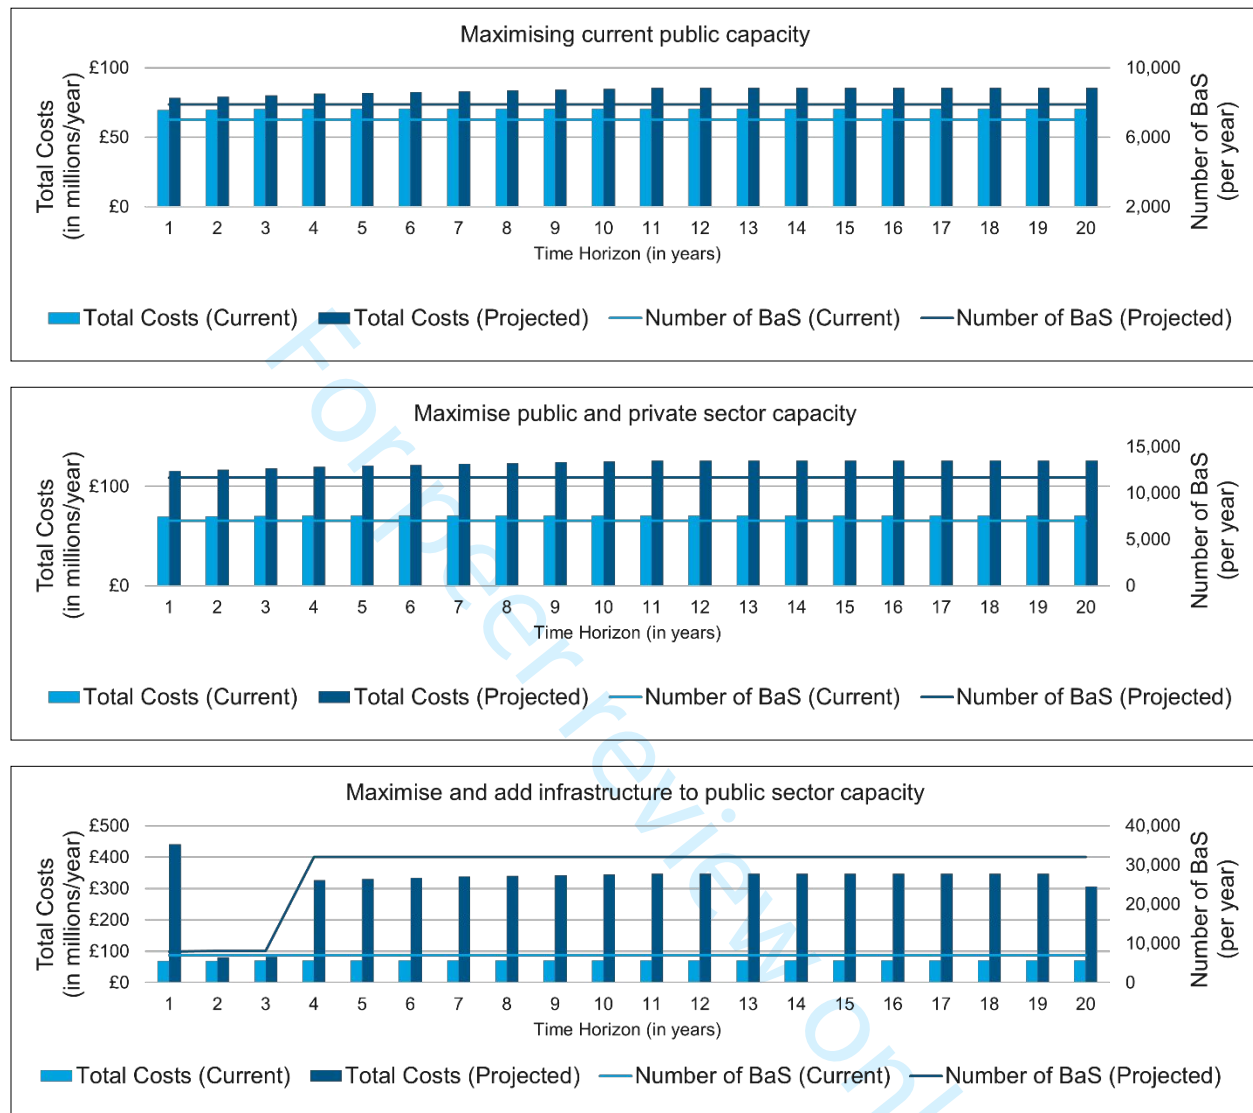 Maximising current public capacity
Total Costs
(in millions/year)
£100
£50
£0
10,000
6,000
2,000
Number of BaS
(per year)
1 2 3 4 5 6 7 8 9 10 11 12 13 14 15 16 17 18 19 20
Time Horizon (in years)
Total Costs (Current) Total Costs (Projected) Number of BaS (Current) Number of BaS (Projected)
Maximise public and private sector capacity
Total Costs
(in millions/year)
£100
£0
15,000
10,000
5,000
0
Number of BaS
(per year)
1 2 3 4 5 6 7 8 9 10 11 12 13 14 15 16 17 18 19 20
Time Horizon (in years)
Total Costs (Current) Total Costs (Projected) Number of BaS (Current) Number of BaS (Projected)
Maximise and add infrastructure to public sector capacity
Total Costs
(in millions/year)
£500
£400
£300
£200
£100
£0
40,000
30,000
20,000
10,000
0
Number of BaS
(per year)
1 2 3 4 5 6 7 8 9 10 11 12 13 14 15 16 17 18 19 20
Time Horizon (in years)
Total Costs (Current) Total Costs (Projected) Number of BaS (Current) Number of BaS (Projected)
For peer review onl